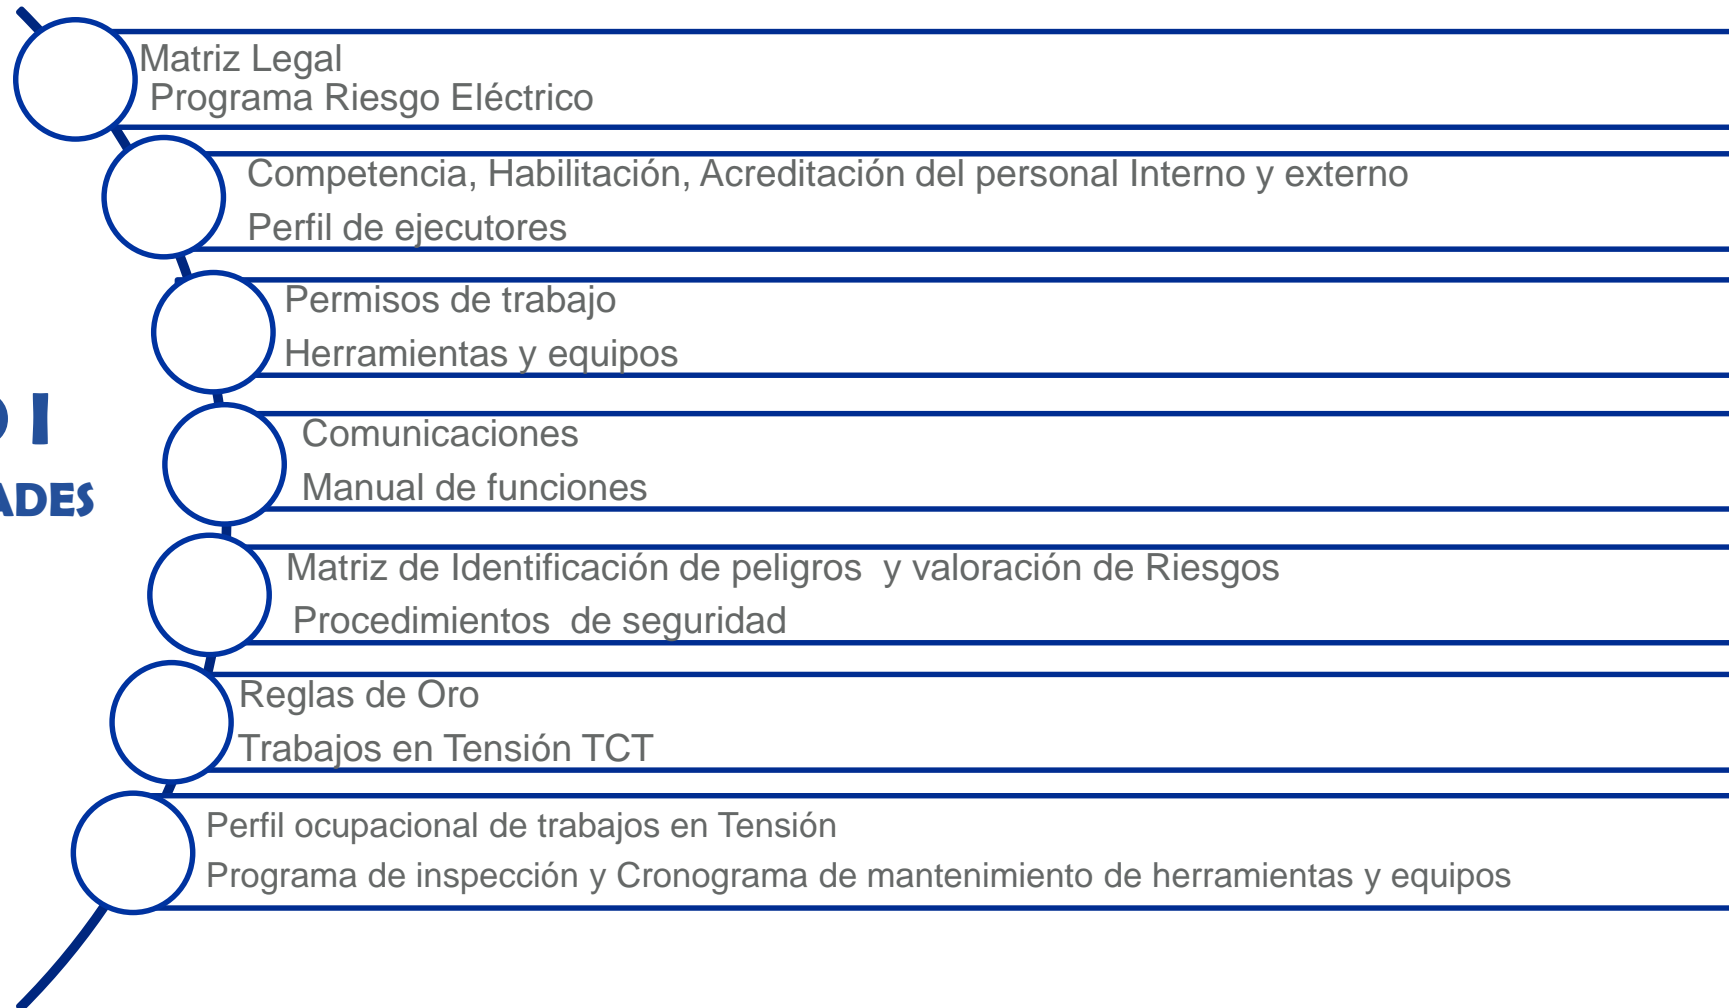 Matriz Legal
Programa Riesgo Eléctrico
Competencia, Habilitación, Acreditación del personal Interno y externo
Perfil de ejecutores
Permisos de trabajo
Herramientas y equipos
I
Comunicaciones
Manual de funciones
Matriz de Identificación de peligros y valoración de Riesgos
Procedimientos de seguridad
Reglas de Oro
Trabajos en Tensión TCT
Perfil ocupacional de trabajos en Tensión
Programa de inspección y Cronograma de mantenimiento de herramientas y equipos